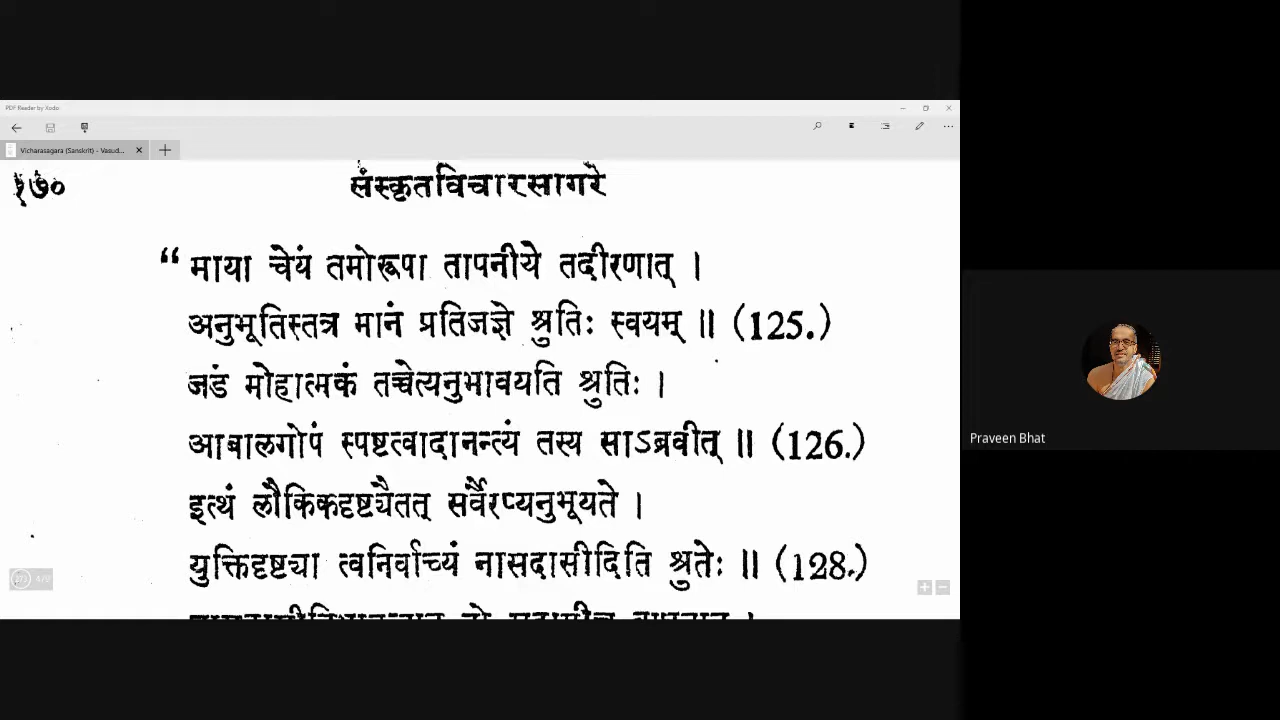 PDF Reader by Xodo
Vicharasagara (Sanskrit) - Vasud...
१७० संस्कृतविचारसागरे
“ माया चेयं तमोरूपा तापनीये तदीरणात् ।
अनुभूतिस्तत्र मानं प्रतिजज्ञे श्रुतिः स्वयम् ॥ (125.)
जडं मोहात्मकं तच्चेत्यनुभावयति श्रुतिः ।
आबालगोपं स्पष्टत्वादानन्त्यं तस्य साऽब्रवीत् ॥ (126.)
इत्थं लौकिकदृष्ट्यैतत् सर्वैरप्यनुभूयते ।
युक्तिदृष्ट्या त्वनिर्वाच्यं नासदासीदिति श्रुतेः ॥ (128.)
Praveen Bhat